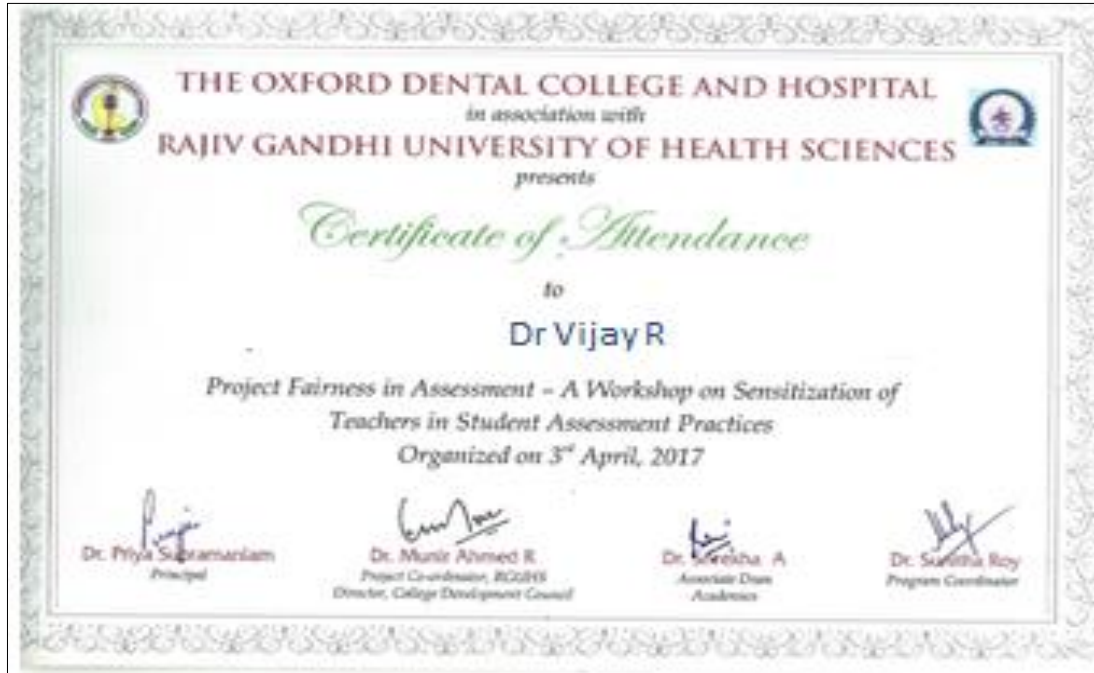 THE OXFORD DENTAL COLLEGE AND HOSPITAL
in association with
RAJIV GANDHI UNIVERSITY OF HEALTH SCIENCES
presents
Certificate of Attendance
to
Dr Vijay R
Project Fairness in Assessment – A Workshop on Sensitization of
Teachers in Student Assessment Practices
Organized on 3rd April, 2017
Dr. Priya Subramaniam
Principal
Dr. Munir Ahmed R
Project Co-ordinator, RGUHS
Director, College Development Council
Dr. Surekha A
Associate Dean
Academics
Dr. Sunitha Roy
Program Coordinator